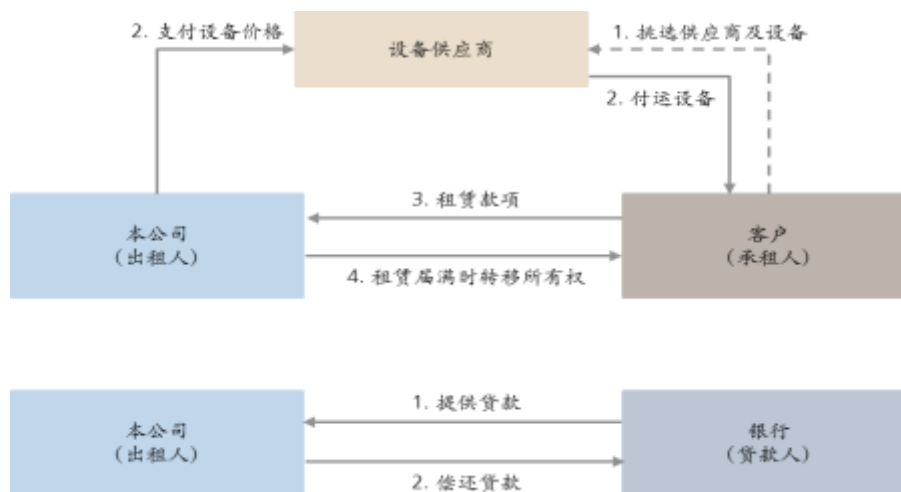 2. 支付设备价格
设备供应商
1. 挑选供应商及设备
2. 付运设备
3. 租赁款项
本公司
(出租人)
客户
(承租人)
4. 租赁届满时转移所有权
1. 提供贷款
本公司
(出租人)
银行
(贷款人)
2. 偿还贷款